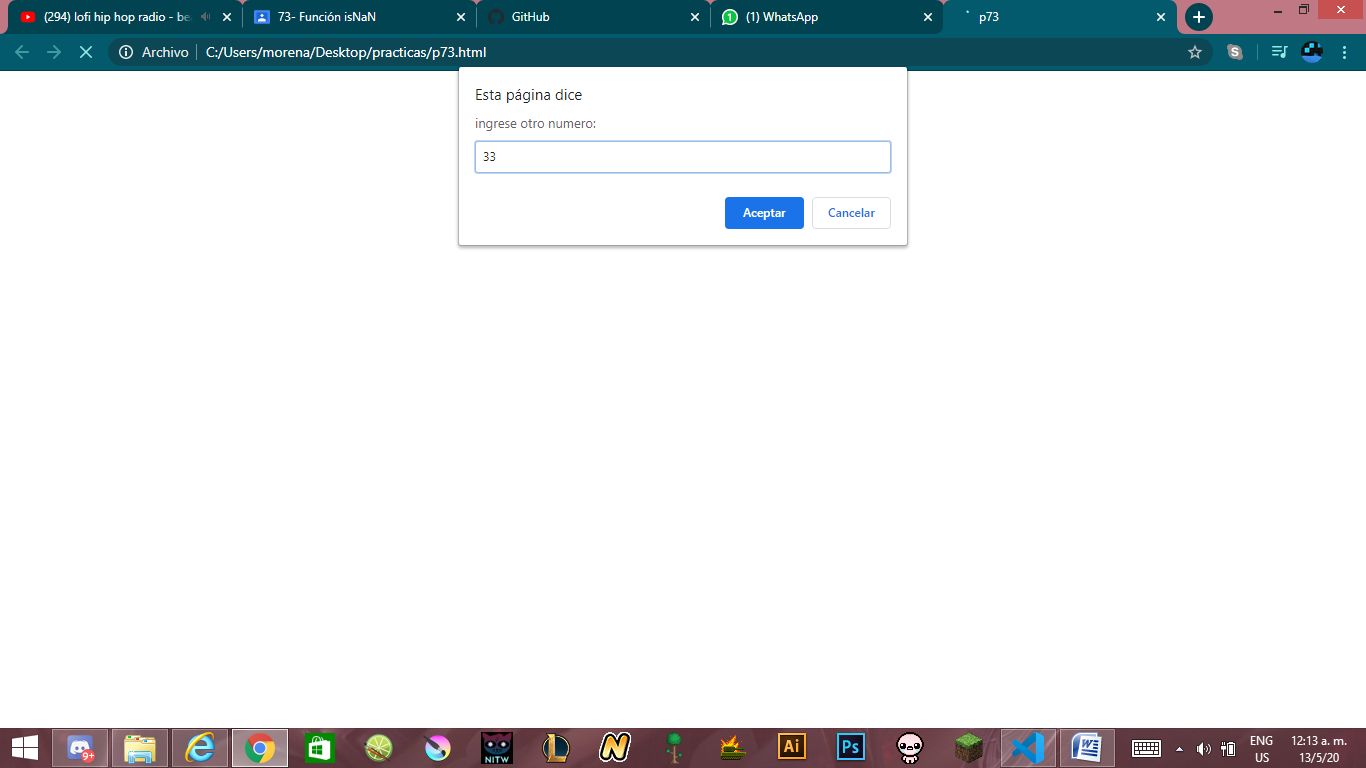 (294) lofi hip hop radio - be
73- Función isNaN
GitHub
(1) WhatsApp
p73
Archivo
C:/Users/morena/Desktop/practicas/p73.html
Esta página dice
ingrese otro numero:
33
Aceptar
Cancelar
9+
NITW
L
N
Ai
Ps
W
ENG
US
12:13 a. m.
13/5/20